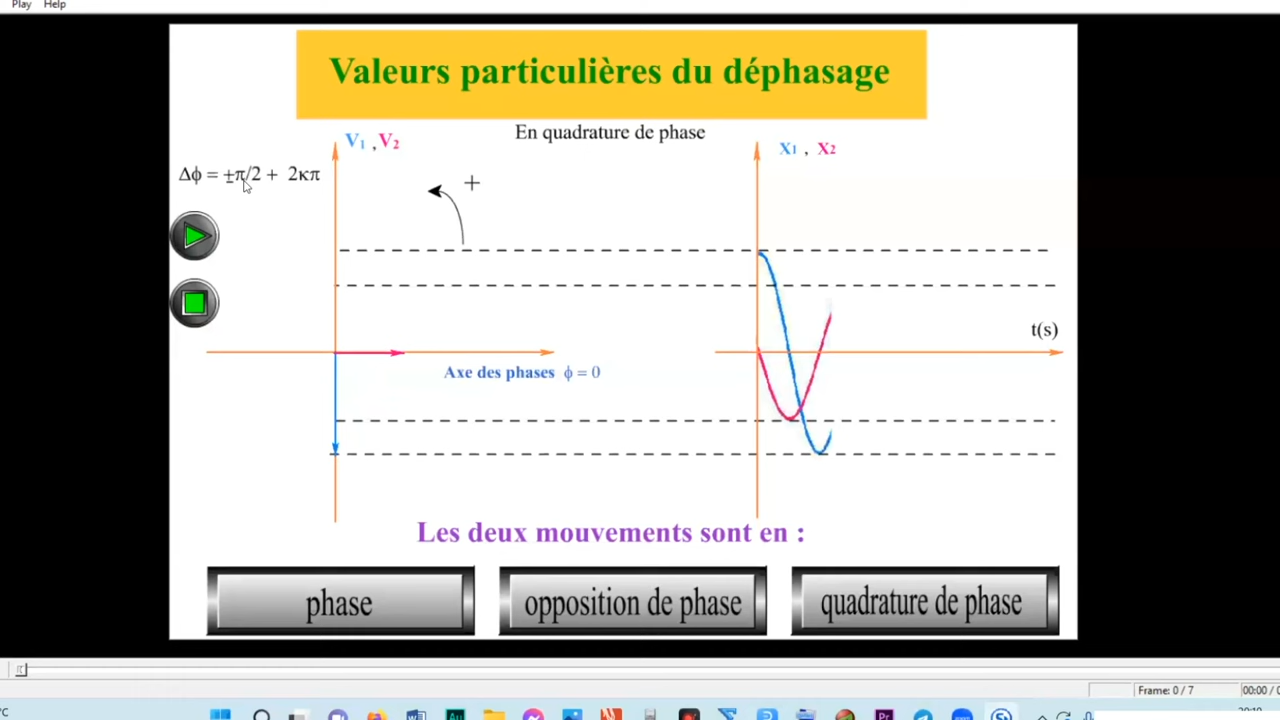 Play Help
Valeurs particulières du déphasage
En quadrature de phase
V1 ,V2
X1 , X2
Δϕ = ±π/2 + 2κπ
+
t(s)
Axe des phases ϕ = 0
Les deux mouvements sont en :
phase
opposition de phase
quadrature de phase
Frame: 0 / 7
00:00 / 0
°C